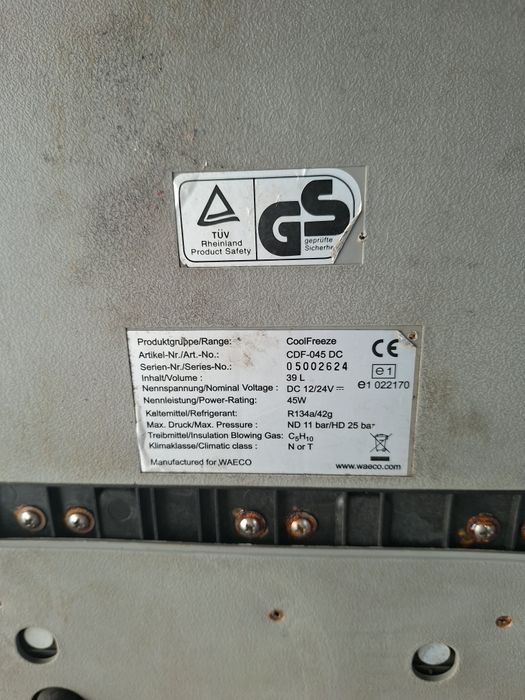 TÜV
Rheinland
Product Safety
GS
geprüfte
Produktgruppe/Range: CoolFreeze
Artikel-Nr./Art.-No.: CDF-045 DC
Serien-Nr./Series-No.: 05002624
Inhalt/Volume : 39 L
Nennspannung/Nominal Voltage : DC 12/24V ⎓
Nennleistung/Power-Rating: 45W
Kältemittel/Refrigerant: R134a/42g
Max. Druck/Max. Pressure: ND 11 bar/HD 25 bar
Treibmittel/Insulation Blowing Gas: C₅H₁₀
Klimaklasse/Climatic class : N or T
Manufactured for WAECO
CE
e1
e1 022170
www.waeco.com